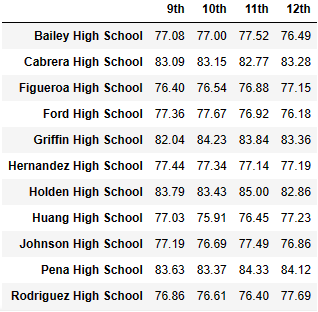 9th 10th 11th 12th
Bailey High School 77.08 77.00 77.52 76.49
Cabrera High School 83.09 83.15 82.77 83.28
Figueroa High School 76.40 76.54 76.88 77.15
Ford High School 77.36 77.67 76.92 76.18
Griffin High School 82.04 84.23 83.84 83.36
Hernandez High School 77.44 77.34 77.14 77.19
Holden High School 83.79 83.43 85.00 82.86
Huang High School 77.03 75.91 76.45 77.23
Johnson High School 77.19 76.69 77.49 76.86
Pena High School 83.63 83.37 84.33 84.12
Rodriguez High School 76.86 76.61 76.40 77.69